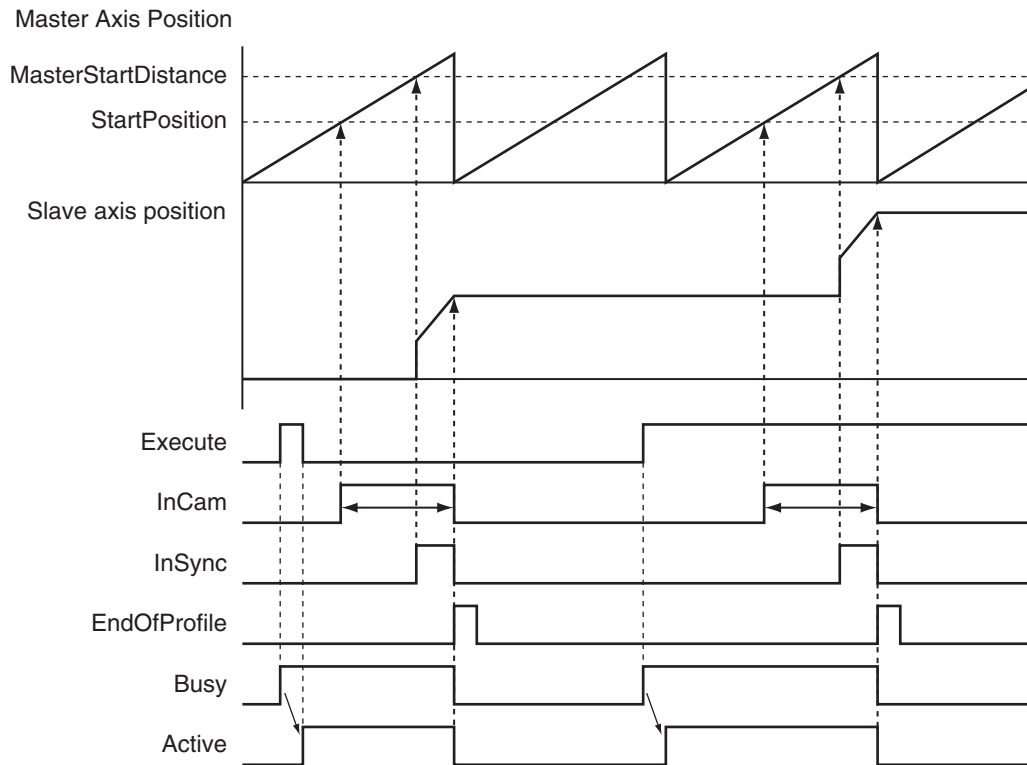 Master Axis Position
MasterStartDistance
StartPosition
Slave axis position
Execute
InCam
InSync
EndOfProfile
Busy
Active